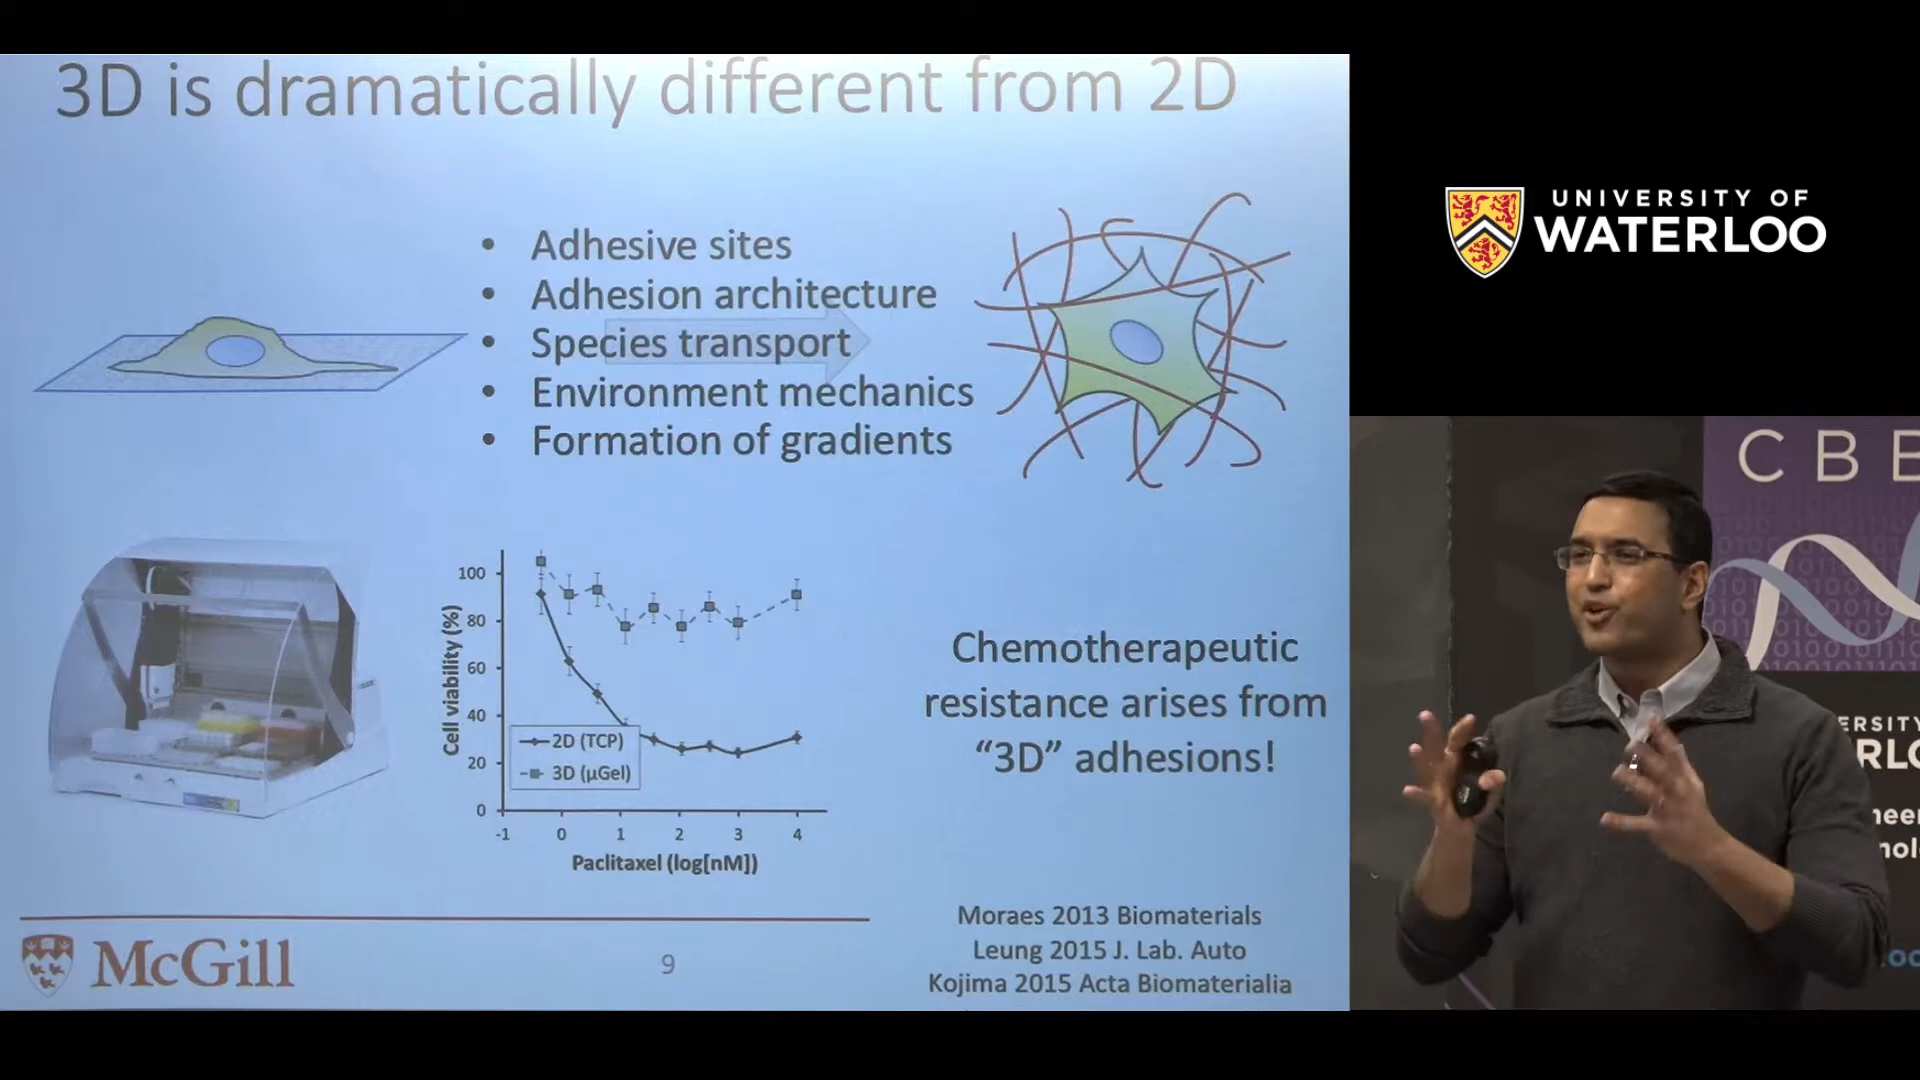 3D is dramatically different from 2D
• Adhesive sites
• Adhesion architecture
• Species transport
• Environment mechanics
• Formation of gradients
100
80
60
40
20
0
Cell viability (%)
2D (TCP)
3D (µGel)
-1 0 1 2 3 4
Paclitaxel (log[nM])
Chemotherapeutic
resistance arises from
“3D” adhesions!
Moraes 2013 Biomaterials
Leung 2015 J. Lab. Auto
Kojima 2015 Acta Biomaterialia
McGill
9
UNIVERSITY OF
WATERLOO
CBB